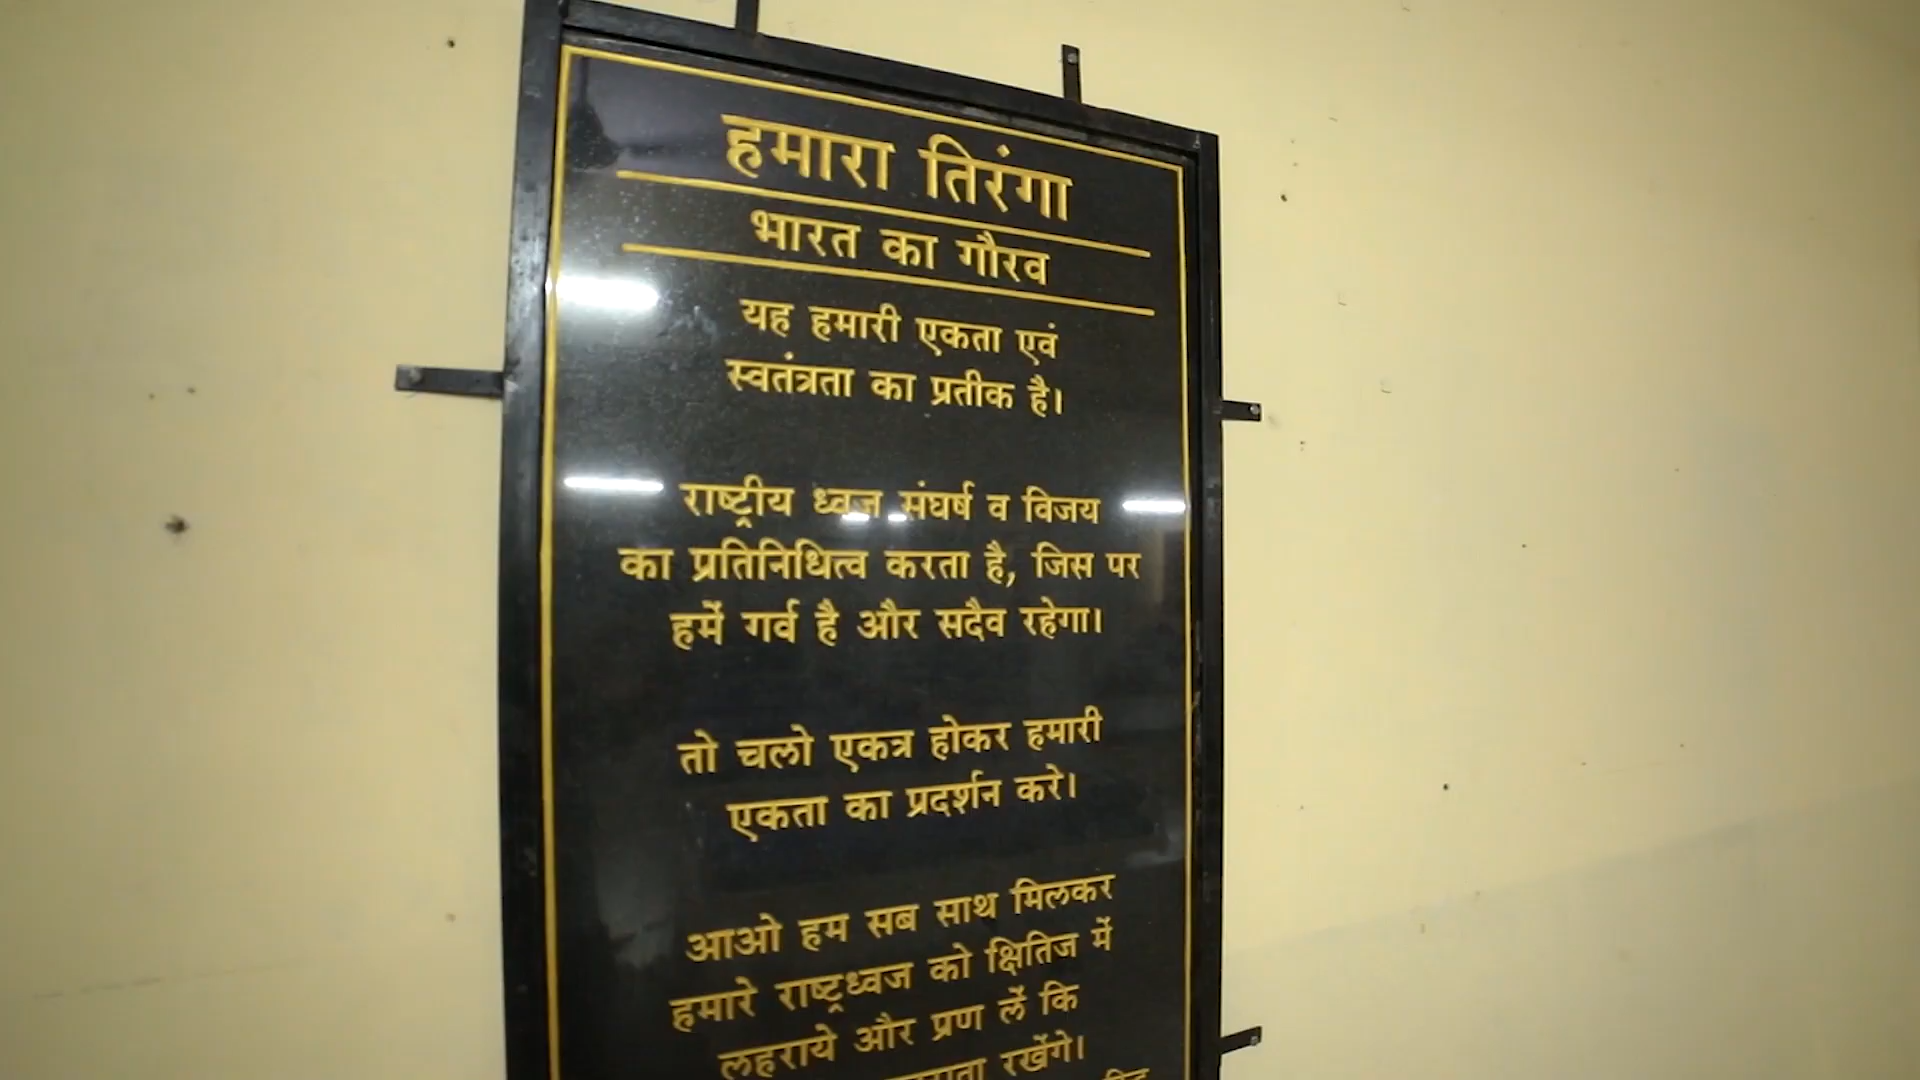 हमारा तिरंगा
भारत का गौरव
यह हमारी एकता एवं
स्वतंत्रता का प्रतीक है।
राष्ट्रीय ध्वज संघर्ष व विजय
का प्रतिनिधित्व करता है, जिस पर
हमें गर्व है और सदैव रहेगा।
तो चलो एकत्र होकर हमारी
एकता का प्रदर्शन करे।
आओ हम सब साथ मिलकर
हमारे राष्ट्रध्वज को क्षितिज में
लहराये और प्रण लें कि
रखेंगे।